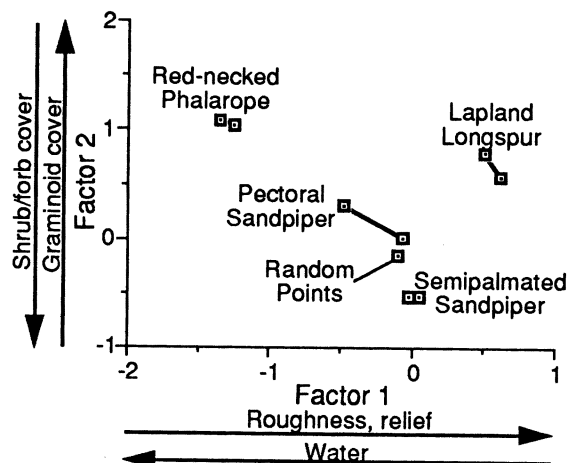 2
Red-necked
Phalarope
Lapland
Longspur
1
Shrub/forb cover
Graminoid cover
Factor 2
Pectoral
Sandpiper
0
Random
Points
Semipalmated
Sandpiper
-1
-2
-1
0
1
Factor 1
Roughness, relief
Water